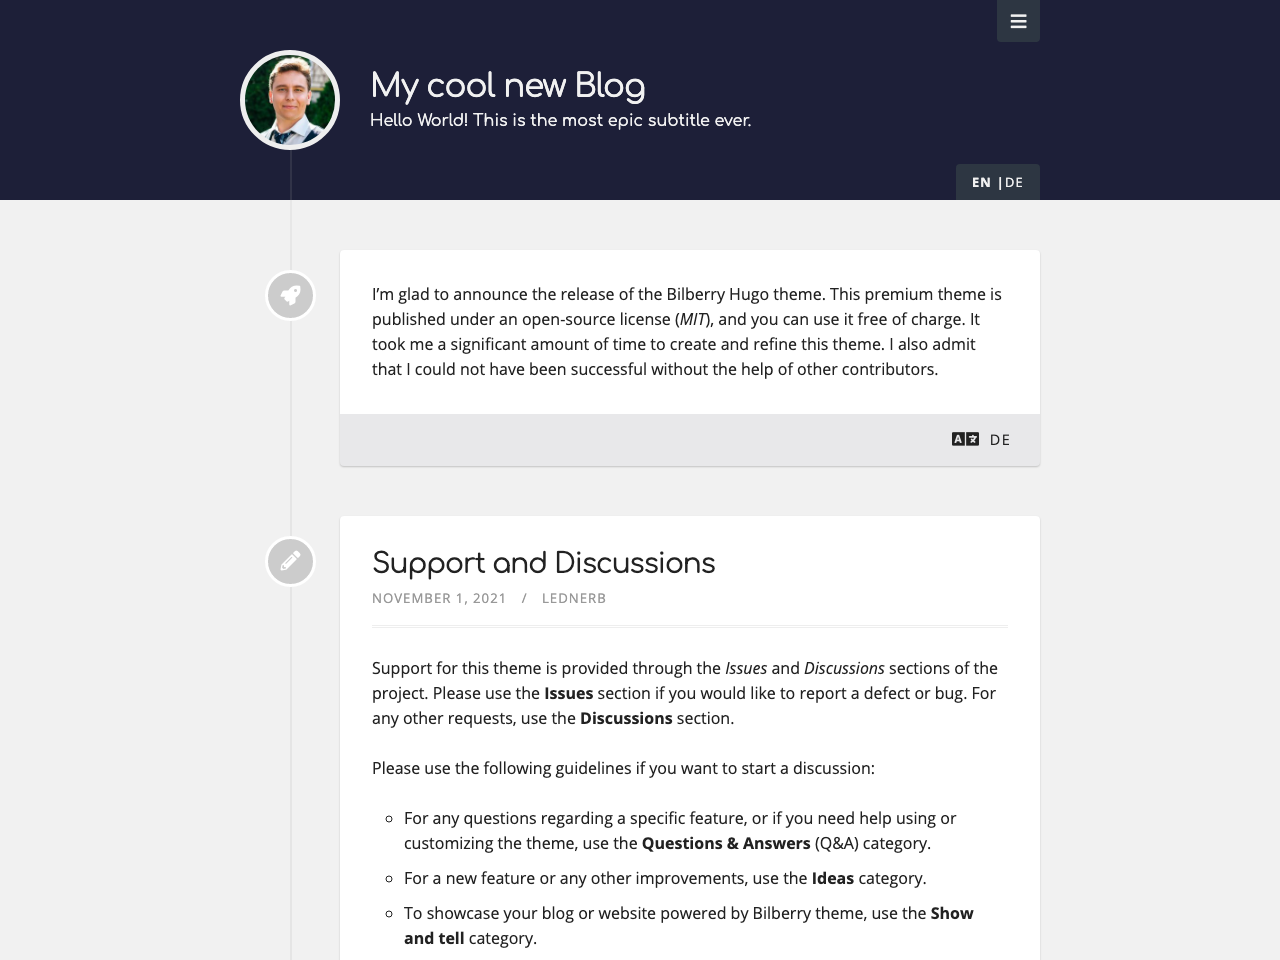 My cool new Blog
Hello World! This is the most epic subtitle ever.
EN |DE
I’m glad to announce the release of the Bilberry Hugo theme. This premium theme is
published under an open-source license (MIT), and you can use it free of charge. It
took me a significant amount of time to create and refine this theme. I also admit
that I could not have been successful without the help of other contributors.
DE
Support and Discussions
NOVEMBER 1, 2021 / LEDNERB
Support for this theme is provided through the Issues and Discussions sections of the
project. Please use the Issues section if you would like to report a defect or bug. For
any other requests, use the Discussions section.
Please use the following guidelines if you want to start a discussion:
For any questions regarding a specific feature, or if you need help using or
customizing the theme, use the Questions & Answers (Q&A) category.
For a new feature or any other improvements, use the Ideas category.
To showcase your blog or website powered by Bilberry theme, use the Show
and tell category.